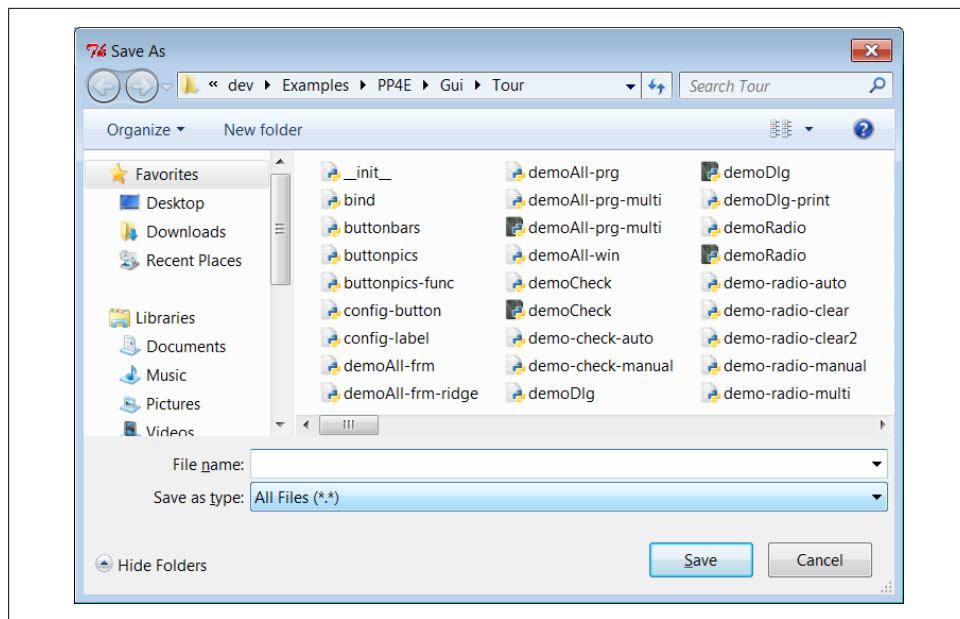 Save As
« dev ▸ Examples ▸ PP4E ▸ Gui ▸ Tour
Search Tour
Organize
New folder
Favorites
Desktop
Downloads
Recent Places
Libraries
Documents
Music
Pictures
Videos
__init__
bind
buttonbars
buttonpics
buttonpics-func
config-button
config-label
demoAll-frm
demoAll-frm-ridge
demoAll-prg
demoAll-prg-multi
demoAll-prg-multi
demoAll-win
demoCheck
demoCheck
demo-check-auto
demo-check-manual
demoDlg
demoDlg
demoDlg-print
demoRadio
demoRadio
demo-radio-auto
demo-radio-clear
demo-radio-clear2
demo-radio-manual
demo-radio-multi
File name:
Save as type: All Files (*.*)
Hide Folders
Save
Cancel